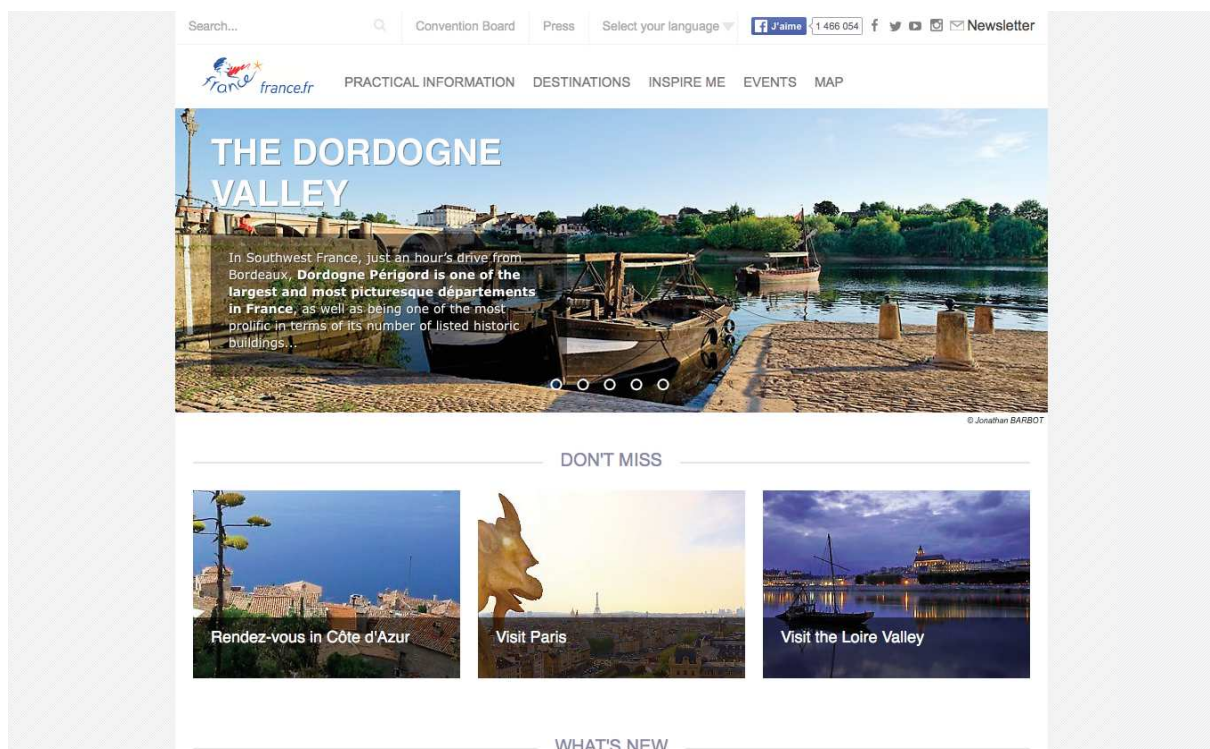 Search...
Convention Board
Press
Select your language
J'aime
1 466 054
Newsletter
France
france.fr
PRACTICAL INFORMATION
DESTINATIONS
INSPIRE ME
EVENTS
MAP
THE DORDOGNE
VALLEY
In Southwest France, just an hour's drive from
Bordeaux, Dordogne Périgord is one of the
largest and most picturesque départements
in France, as well as being one of the most
prolific in terms of its number of listed historic
buildings...
© Jonathan BARBOT
DON'T MISS
Rendez-vous in Côte d'Azur
Visit Paris
Visit the Loire Valley
WHAT'S NEW